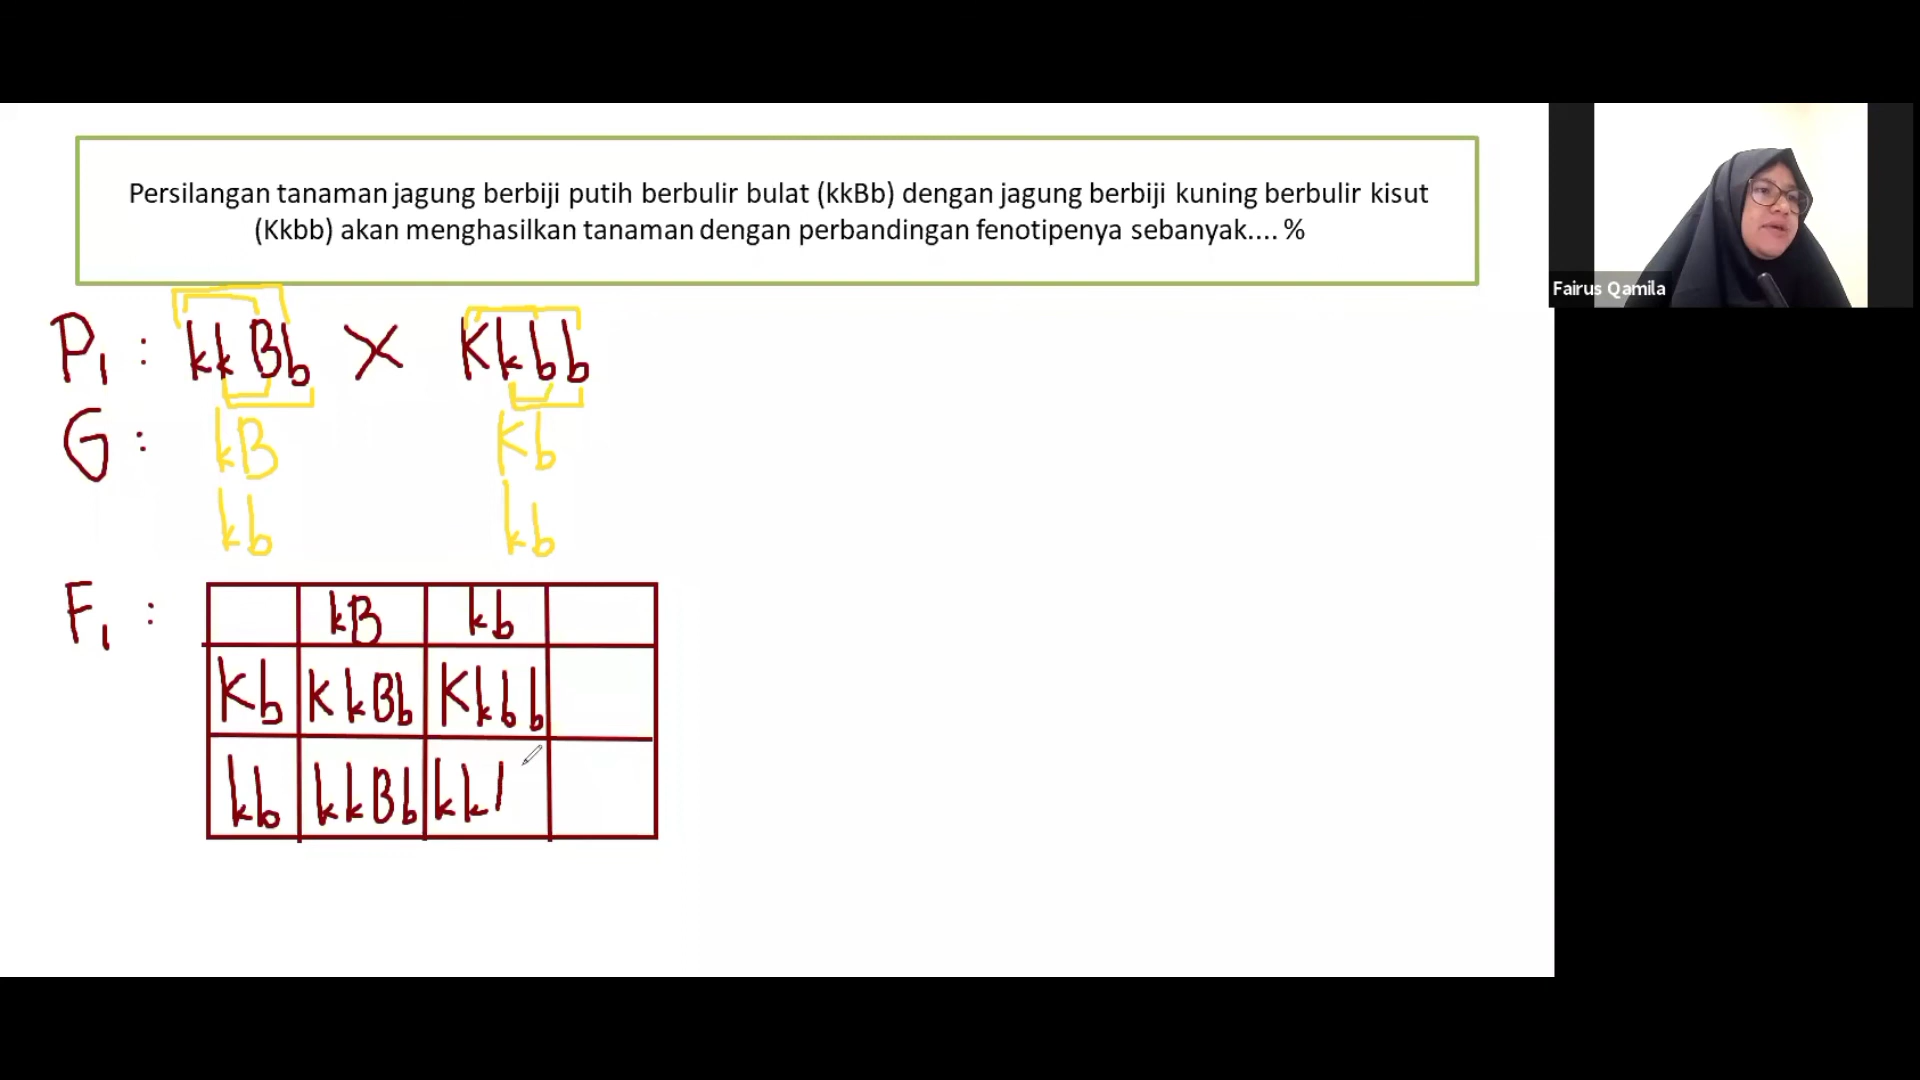 Persilangan tanaman jagung berbiji putih berbulir bulat (kkBb) dengan jagung berbiji kuning berbulir kisut
(Kkbb) akan menghasilkan tanaman dengan perbandingan fenotipenya sebanyak.... %
Fairus Qamila
P1 : kkBb X Kkbb
G : kB Kb
kb kb
F1 : kB kb
Kb KkBb Kkbb
kb kkBb kkl